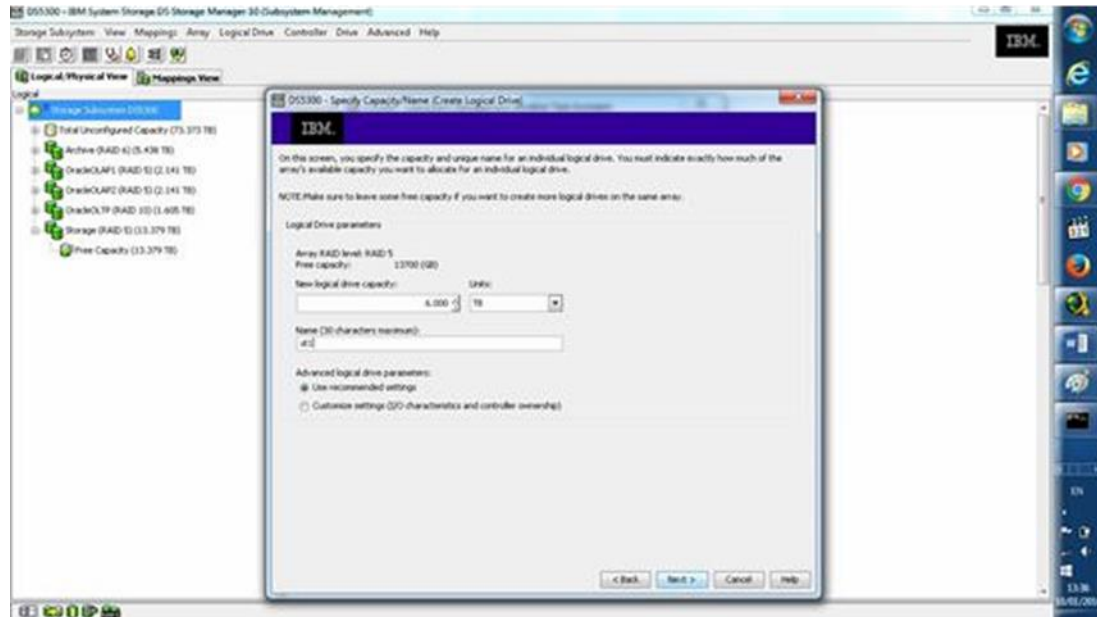 DS5300 - IBM System Storage DS Storage Manager 10 (Subsystem Management)
Storage Subsystem View Mappings Array Logical Drive Controller Drive Advanced Help
IBM.
Logical/Physical View Mappings View
Logical
Storage Subsystem DS5300
Total Unconfigured Capacity (73.373 TB)
Archive (RAID 6) (5.436 TB)
OracleOLAP1 (RAID 5) (2.141 TB)
OracleOLAP2 (RAID 5) (2.141 TB)
OracleOLTP (RAID 10) (1.605 TB)
Storage (RAID 5) (13.379 TB)
Free Capacity (13.379 TB)
DS5300 - Specify Capacity/Name (Create Logical Drive)
IBM.
On this screen, you specify the capacity and unique name for an individual logical drive. You must indicate exactly how much of the
array's available capacity you want to allocate for an individual logical drive.
NOTE:Make sure to leave some free capacity if you want to create more logical drives on the same array.
Logical Drive parameters
Array RAID level: RAID 5
Free capacity: 13700 (GB)
New logical drive capacity: Units:
6.000 TB
Name (30 characters maximum):
Advanced logical drive parameters:
Use recommended settings
Customize settings (I/O characteristics and controller ownership)
< Back Next > Cancel Help
EN
13:36